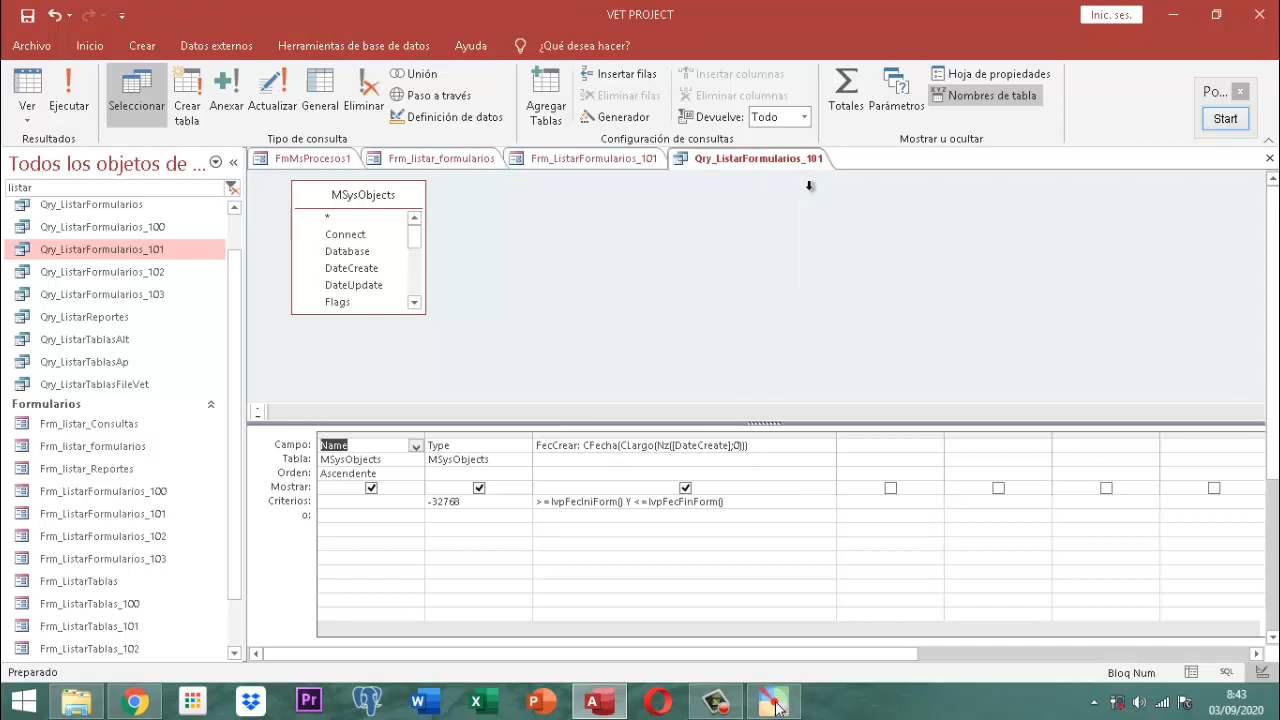 VET PROJECT
Inic. ses.
Archivo Inicio Crear Datos externos Herramientas de base de datos Ayuda ¿Qué desea hacer?
Ver
Ejecutar
Resultados
Seleccionar
Crear tabla
Anexar
Actualizar
General
Eliminar
Unión
Paso a través
Definición de datos
Tipo de consulta
Agregar Tablas
Insertar filas
Eliminar filas
Generador
Insertar columnas
Eliminar columnas
Devuelve: Todo
Configuración de consultas
Totales
Parámetros
Hoja de propiedades
Nombres de tabla
Mostrar u ocultar
Po...
Start
Todos los objetos de ...
listar
Qry_ListarFormularios
Qry_ListarFormularios_100
Qry_ListarFormularios_101
Qry_ListarFormularios_102
Qry_ListarFormularios_103
Qry_ListarReportes
Qry_ListarTablasAlt
Qry_ListarTablasAp
Qry_ListarTablasFileVet
Formularios
Frm_listar_Consultas
Frm_listar_formularios
Frm_listar_Reportes
Frm_ListarFormularios_100
Frm_ListarFormularios_101
Frm_ListarFormularios_102
Frm_ListarFormularios_103
Frm_ListarTablas
Frm_ListarTablas_100
Frm_ListarTablas_101
Frm_ListarTablas_102
FmMsProcesos1 Frm_listar_formularios Frm_ListarFormularios_101 Qry_ListarFormularios_101
MSysObjects
*
Connect
Database
DateCreate
DateUpdate
Flags
Campo: Name Type FecCrear: CFecha(CLargo(Nz([DateCreate];0)))
Tabla: MSysObjects MSysObjects
Orden: Ascendente
Mostrar:
Criterios: -32768 >=IvpFecIniForm() Y <=IvpFecFinForm()
o:
Preparado
Bloq Num
SQL
Pr
8:43
03/09/2020